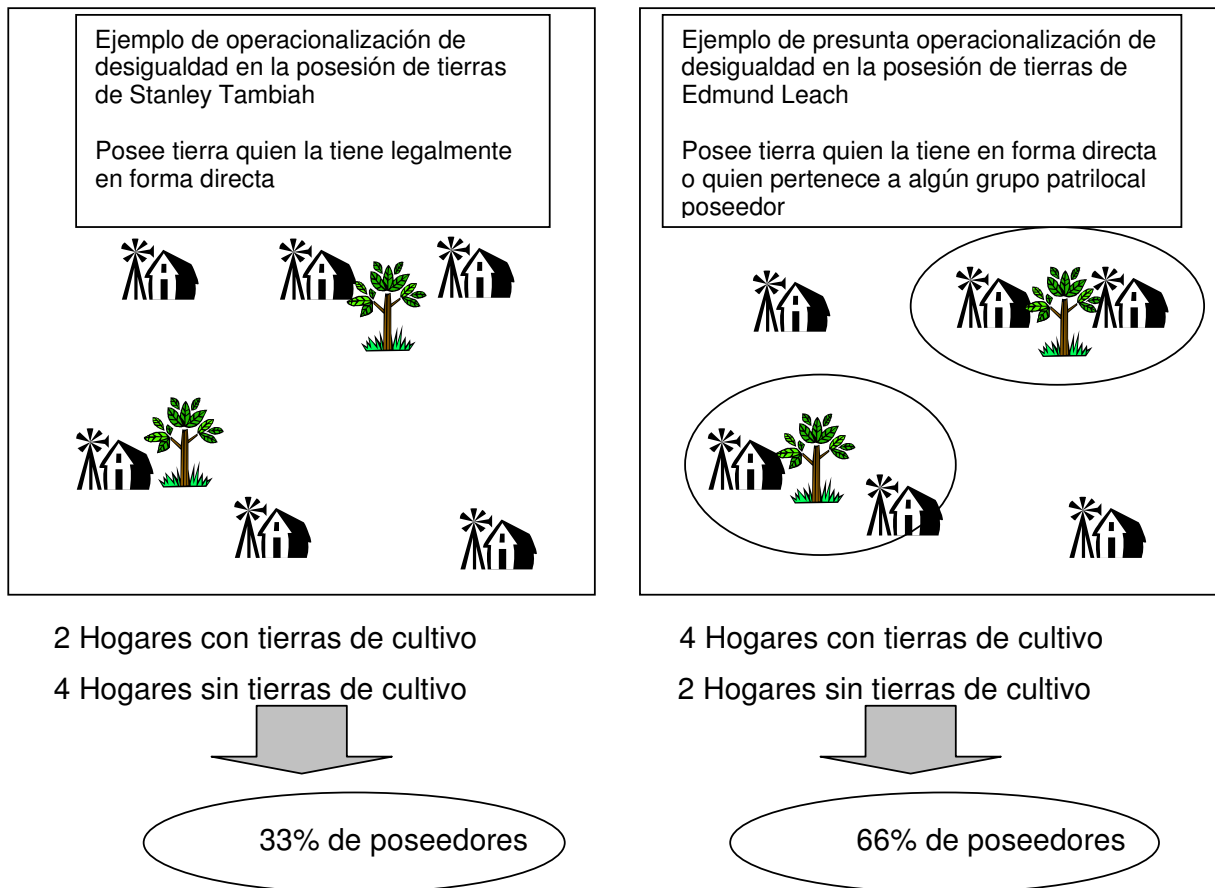 Ejemplo de operacionalización de
desigualdad en la posesión de tierras
de Stanley Tambiah
Posee tierra quien la tiene legalmente
en forma directa
Ejemplo de presunta operacionalización de
desigualdad en la posesión de tierras de
Edmund Leach
Posee tierra quien la tiene en forma directa
o quien pertenece a algún grupo patrilocal
poseedor
2 Hogares con tierras de cultivo
4 Hogares sin tierras de cultivo
33% de poseedores
4 Hogares con tierras de cultivo
2 Hogares sin tierras de cultivo
66% de poseedores